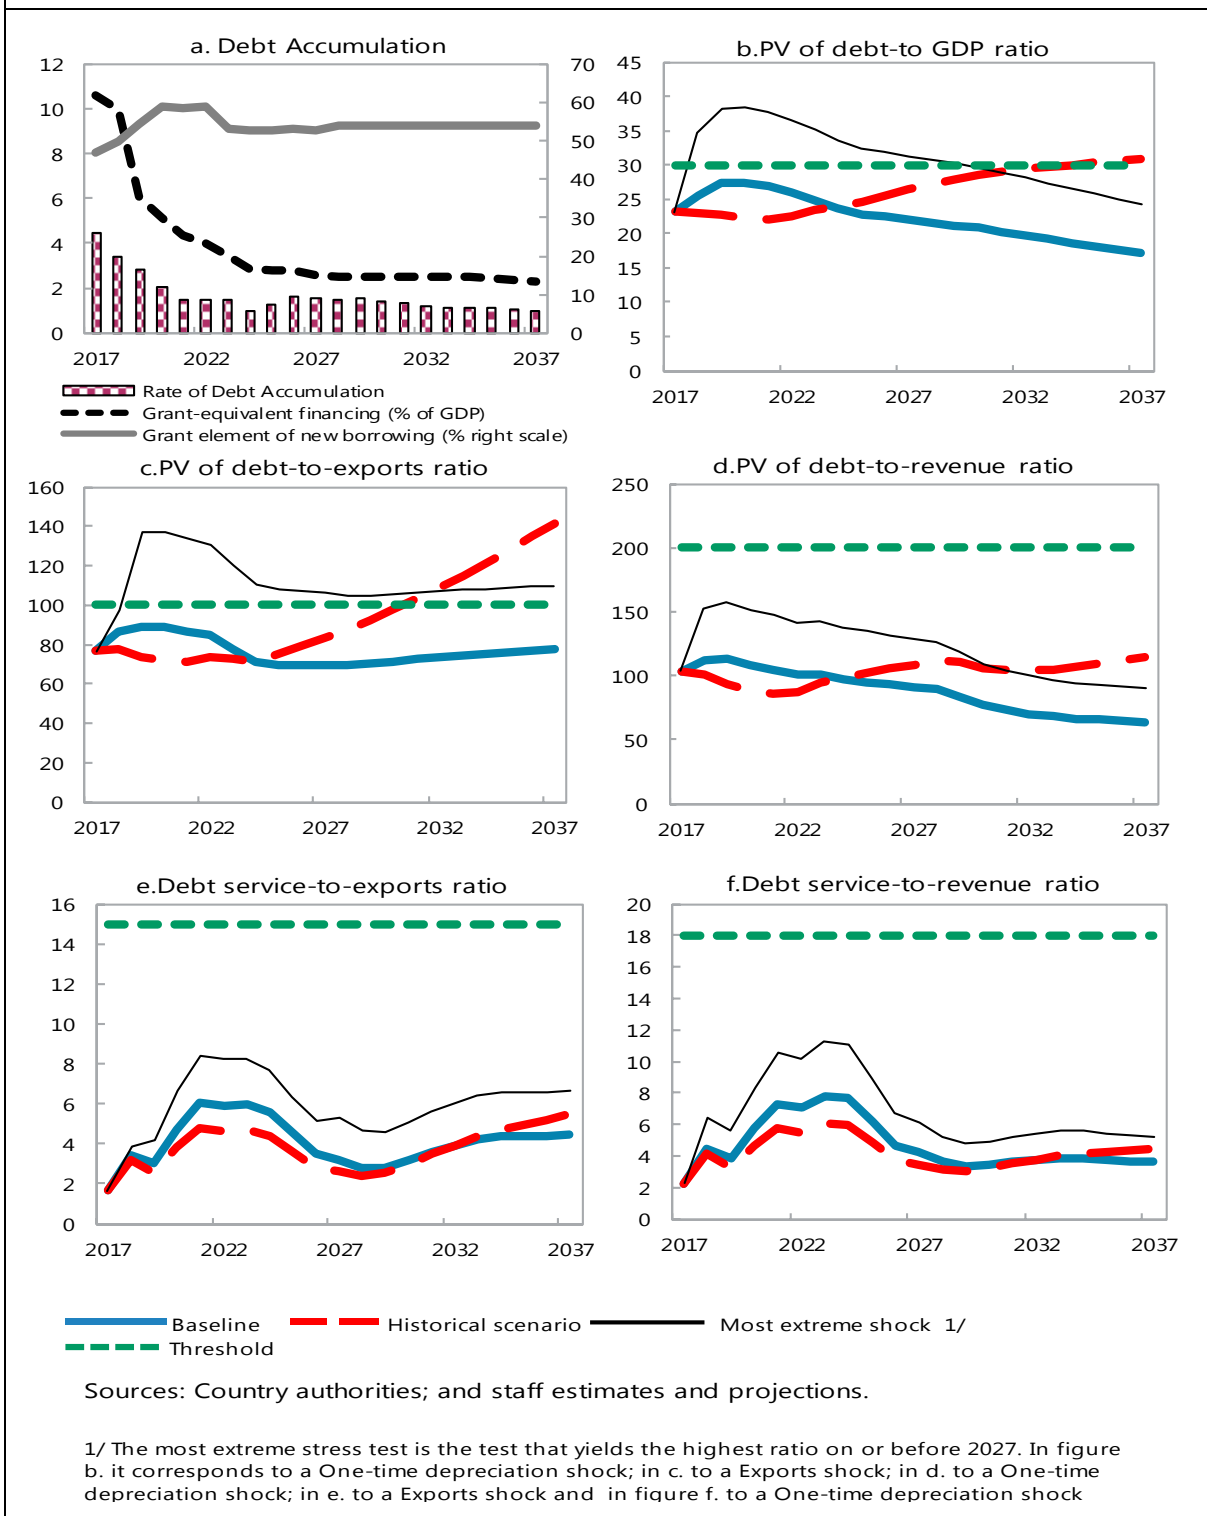 a. Debt Accumulation
12
10
8
6
4
2
0
70
60
50
40
30
20
10
0
2017 2022 2027 2032 2037
Rate of Debt Accumulation
Grant-equivalent financing (% of GDP)
Grant element of new borrowing (% right scale)
b.PV of debt-to GDP ratio
45
40
35
30
25
20
15
10
5
0
2017 2022 2027 2032 2037
c.PV of debt-to-exports ratio
160
140
120
100
80
60
40
20
0
2017 2022 2027 2032 2037
d.PV of debt-to-revenue ratio
250
200
150
100
50
0
2017 2022 2027 2032 2037
e.Debt service-to-exports ratio
16
14
12
10
8
6
4
2
0
2017 2022 2027 2032 2037
f.Debt service-to-revenue ratio
20
18
16
14
12
10
8
6
4
2
0
2017 2022 2027 2032 2037
Baseline Historical scenario Most extreme shock 1/
Threshold
Sources: Country authorities; and staff estimates and projections.
1/ The most extreme stress test is the test that yields the highest ratio on or before 2027. In figure
b. it corresponds to a One-time depreciation shock; in c. to a Exports shock; in d. to a One-time
depreciation shock; in e. to a Exports shock and in figure f. to a One-time depreciation shock